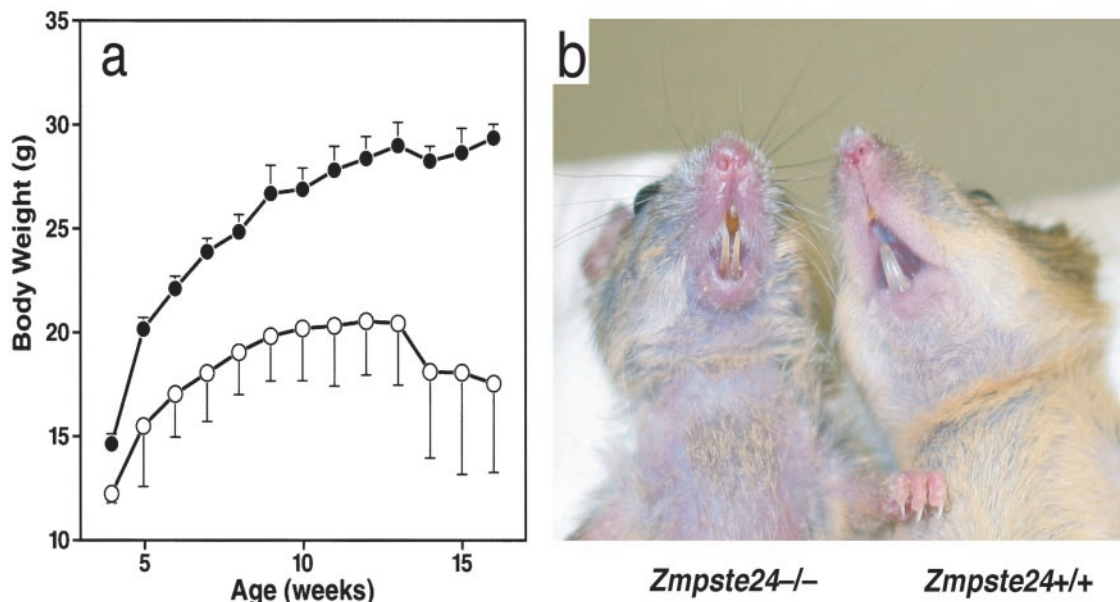 a
35
30
25
20
15
10
Body Weight (g)
5
10
15
Age (weeks)
b
Zmpste24–/–
Zmpste24+/+